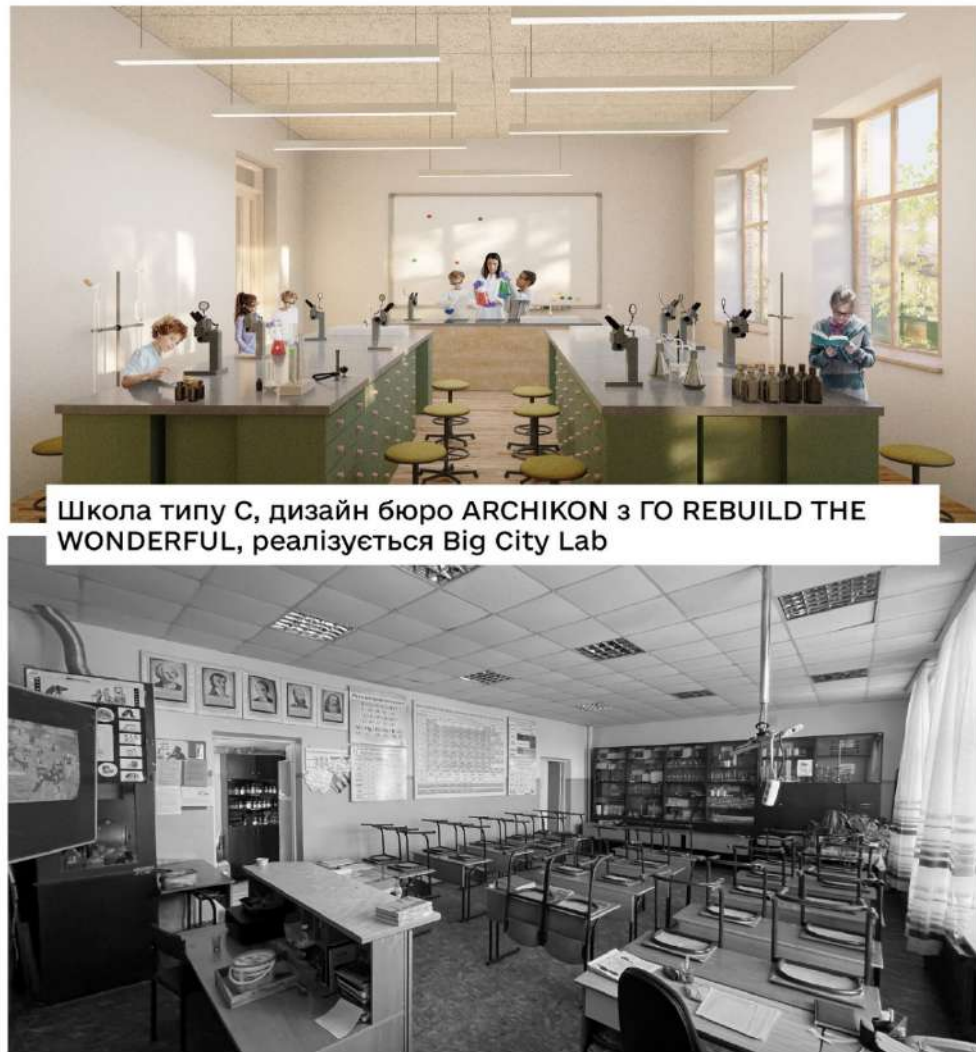 Школа типу С, дизайн бюро ARCHIKON з ГО REBUILD THE
WONDERFUL, реалізується Big City Lab